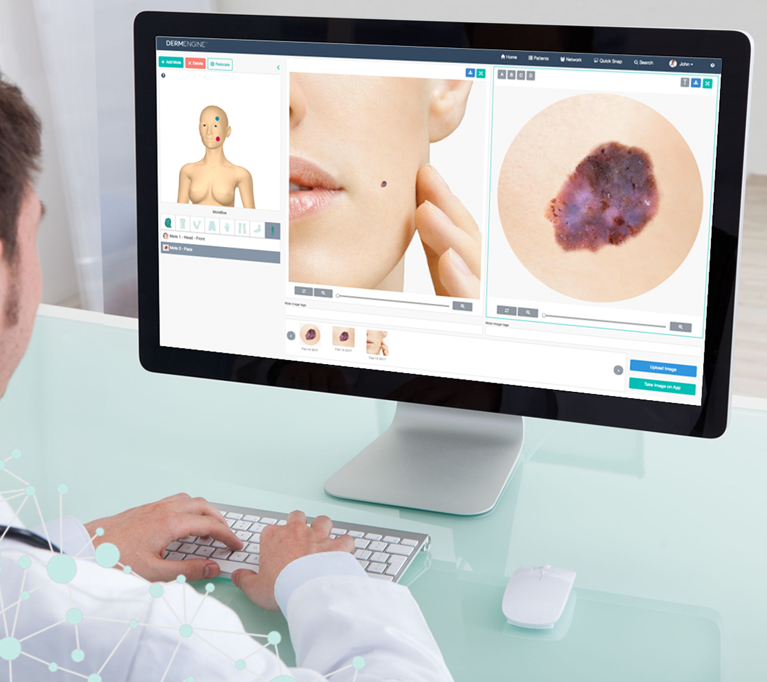 DERMENGINE
Home
Patients
Network
Quick Snap
Search
John
Add Mole
Delete
A B C D
Mole 1 - Head - Front
Mole 2 - Face
Upload Image
Take Image on App